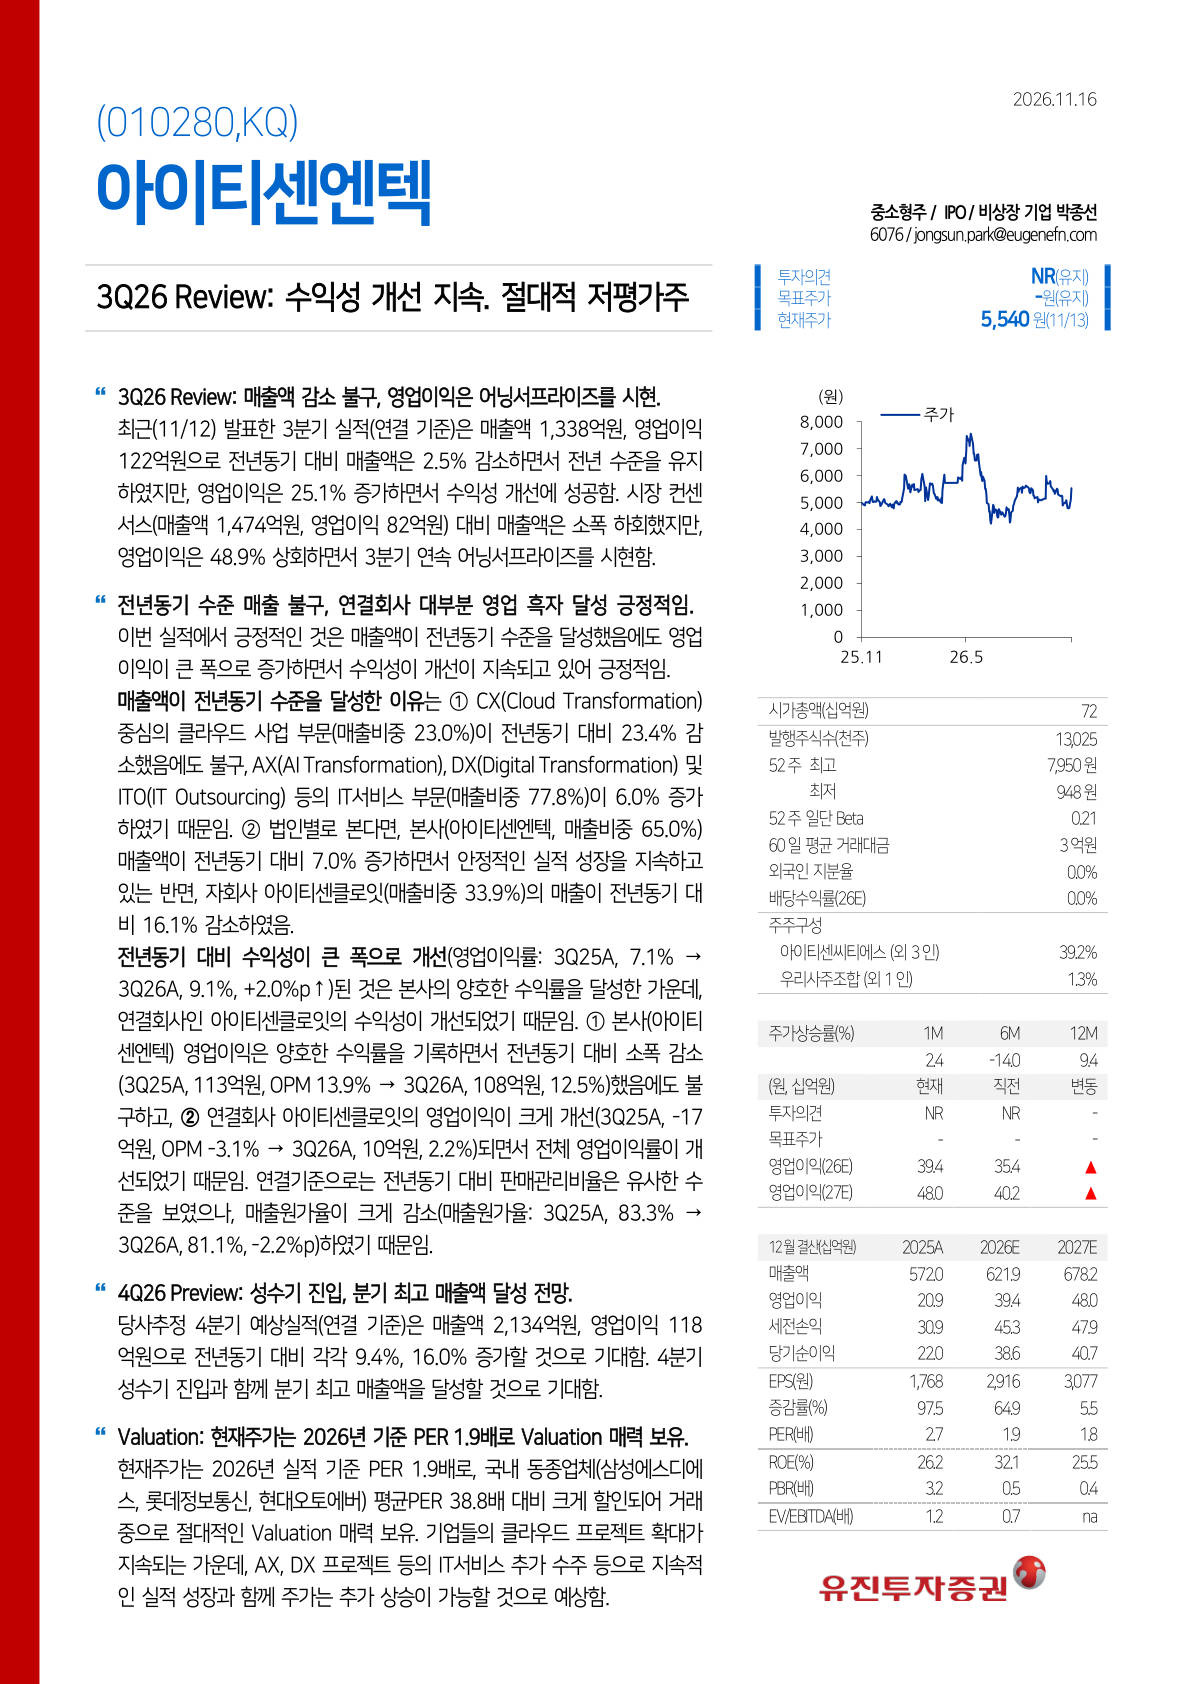 2026.11.16
(010280,KQ)
아이티센엔텍
중소형주 / IPO / 비상장 기업 박종선
6076 / jongsun.park@eugenefn.com
3Q26 Review: 수익성 개선 지속. 절대적 저평가주
투자의견 NR(유지)
목표주가 -원(유지)
현재주가 5,540 원(11/13)
“ 3Q26 Review: 매출액 감소 불구, 영업이익은 어닝서프라이즈를 시현.
최근(11/12) 발표한 3분기 실적(연결 기준)은 매출액 1,338억원, 영업이익
122억원으로 전년동기 대비 매출액은 2.5% 감소하면서 전년 수준을 유지
하였지만, 영업이익은 25.1% 증가하면서 수익성 개선에 성공함. 시장 컨센
서스(매출액 1,474억원, 영업이익 82억원) 대비 매출액은 소폭 하회했지만,
영업이익은 48.9% 상회하면서 3분기 연속 어닝서프라이즈를 시현함.
“ 전년동기 수준 매출 불구, 연결회사 대부분 영업 흑자 달성 긍정적임.
이번 실적에서 긍정적인 것은 매출액이 전년동기 수준을 달성했음에도 영업
이익이 큰 폭으로 증가하면서 수익성이 개선이 지속되고 있어 긍정적임.
매출액이 전년동기 수준을 달성한 이유는 ① CX(Cloud Transformation)
중심의 클라우드 사업 부문(매출비중 23.0%)이 전년동기 대비 23.4% 감
소했음에도 불구, AX(AI Transformation), DX(Digital Transformation) 및
ITO(IT Outsourcing) 등의 IT서비스 부문(매출비중 77.8%)이 6.0% 증가
하였기 때문임. ② 법인별로 본다면, 본사(아이티센엔텍, 매출비중 65.0%)
매출액이 전년동기 대비 7.0% 증가하면서 안정적인 실적 성장을 지속하고
있는 반면, 자회사 아이티센클로잇(매출비중 33.9%)의 매출이 전년동기 대
비 16.1% 감소하였음.
전년동기 대비 수익성이 큰 폭으로 개선(영업이익률: 3Q25A, 7.1% →
3Q26A, 9.1%, +2.0%p↑)된 것은 본사의 양호한 수익률을 달성한 가운데,
연결회사인 아이티센클로잇의 수익성이 개선되었기 때문임. ① 본사(아이티
센엔텍) 영업이익은 양호한 수익률을 기록하면서 전년동기 대비 소폭 감소
(3Q25A, 113억원, OPM 13.9% → 3Q26A, 108억원, 12.5%)했음에도 불
구하고, ② 연결회사 아이티센클로잇의 영업이익이 크게 개선(3Q25A, -17
억원, OPM -3.1% → 3Q26A, 10억원, 2.2%)되면서 전체 영업이익률이 개
선되었기 때문임. 연결기준으로는 전년동기 대비 판매관리비율은 유사한 수
준을 보였으나, 매출원가율이 크게 감소(매출원가율: 3Q25A, 83.3% →
3Q26A, 81.1%, -2.2%p)하였기 때문임.
“ 4Q26 Preview: 성수기 진입, 분기 최고 매출액 달성 전망.
당사추정 4분기 예상실적(연결 기준)은 매출액 2,134억원, 영업이익 118
억원으로 전년동기 대비 각각 9.4%, 16.0% 증가할 것으로 기대함. 4분기
성수기 진입과 함께 분기 최고 매출액을 달성할 것으로 기대함.
“ Valuation: 현재주가는 2026년 기준 PER 1.9배로 Valuation 매력 보유.
현재주가는 2026년 실적 기준 PER 1.9배로, 국내 동종업체(삼성에스디에
스, 롯데정보통신, 현대오토에버) 평균PER 38.8배 대비 크게 할인되어 거래
중으로 절대적인 Valuation 매력 보유. 기업들의 클라우드 프로젝트 확대가
지속되는 가운데, AX, DX 프로젝트 등의 IT서비스 추가 수주 등으로 지속적
인 실적 성장과 함께 주가는 추가 상승이 가능할 것으로 예상함.
(원)
주가
8,000
7,000
6,000
5,000
4,000
3,000
2,000
1,000
0
25.11 26.5
시가총액(십억원) 72
발행주식수(천주) 13,025
52주 최고 7,950원
최저 948원
52주 일단 Beta 0.21
60일 평균 거래대금 3억원
외국인 지분율 0.0%
배당수익률(26E) 0.0%
주주구성
아이티센씨티에스 (외 3인) 39.2%
우리사주조합 (외 1인) 1.3%
주가상승률(%) 1M 6M 12M
2.4 -14.0 9.4
(원, 십억원) 현재 직전 변동
투자의견 NR NR -
목표주가 - - -
영업이익(26E) 39.4 35.4 ▲
영업이익(27E) 48.0 40.2 ▲
12월 결산(십억원) 2025A 2026E 2027E
매출액 572.0 621.9 678.2
영업이익 20.9 39.4 48.0
세전손익 30.9 45.3 47.9
당기순이익 22.0 38.6 40.7
EPS(원) 1,768 2,916 3,077
증감률(%) 97.5 64.9 5.5
PER(배) 2.7 1.9 1.8
ROE(%) 26.2 32.1 25.5
PBR(배) 3.2 0.5 0.4
EV/EBITDA(배) 1.2 0.7 na
유진투자증권